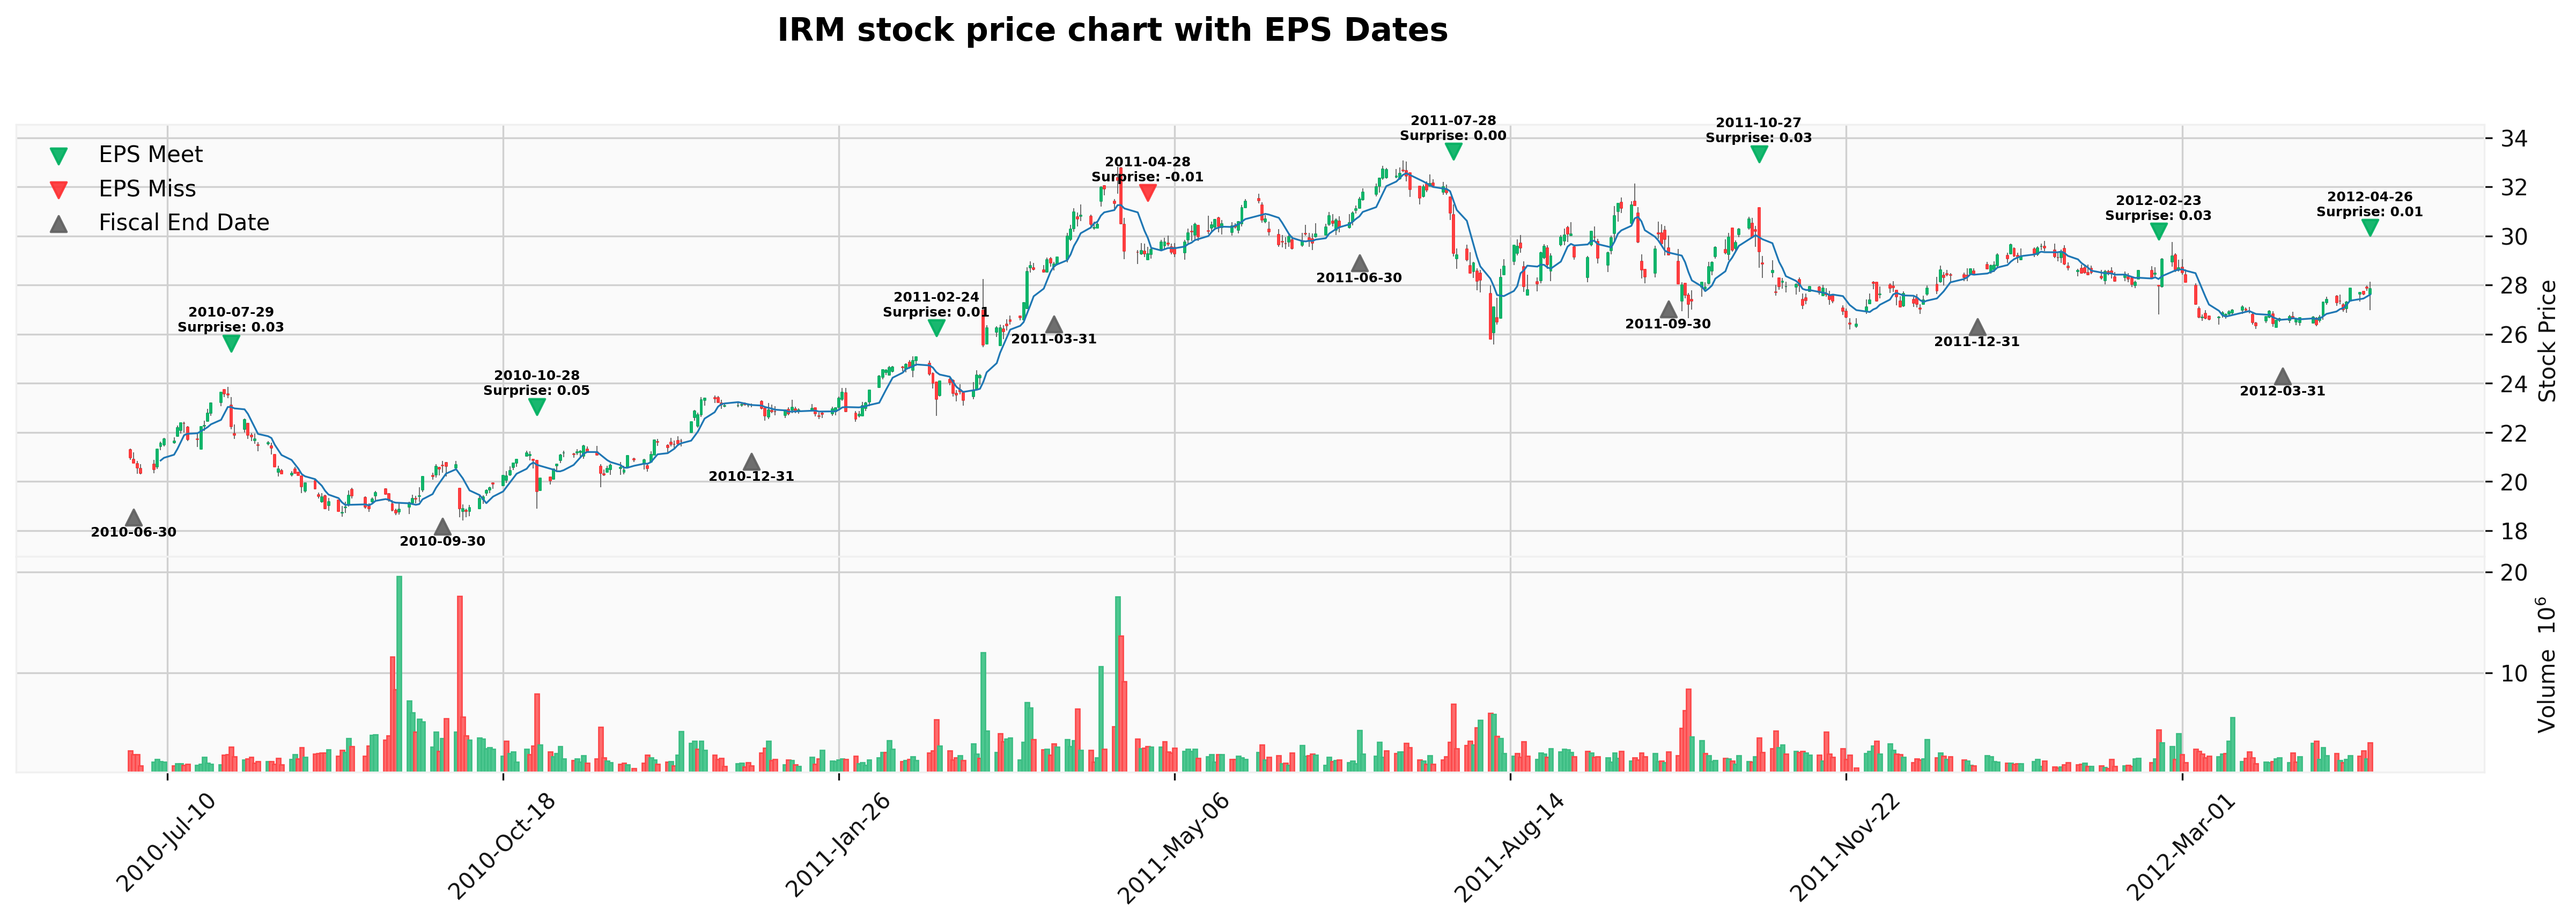 IRM stock price chart with EPS Dates
EPS Meet
EPS Miss
Fiscal End Date
2010-07-29
Surprise: 0.03
2010-10-28
Surprise: 0.05
2011-02-24
Surprise: 0.01
2011-04-28
Surprise: -0.01
2011-07-28
Surprise: 0.00
2011-10-27
Surprise: 0.03
2012-02-23
Surprise: 0.03
2012-04-26
Surprise: 0.01
2010-06-30
2010-09-30
2010-12-31
2011-03-31
2011-06-30
2011-09-30
2011-12-31
2012-03-31
34
32
30
28
26
24
22
20
18
Stock Price
20
10
Volume 10^6
2010-Jul-10
2010-Oct-18
2011-Jan-26
2011-May-06
2011-Aug-14
2011-Nov-22
2012-Mar-01